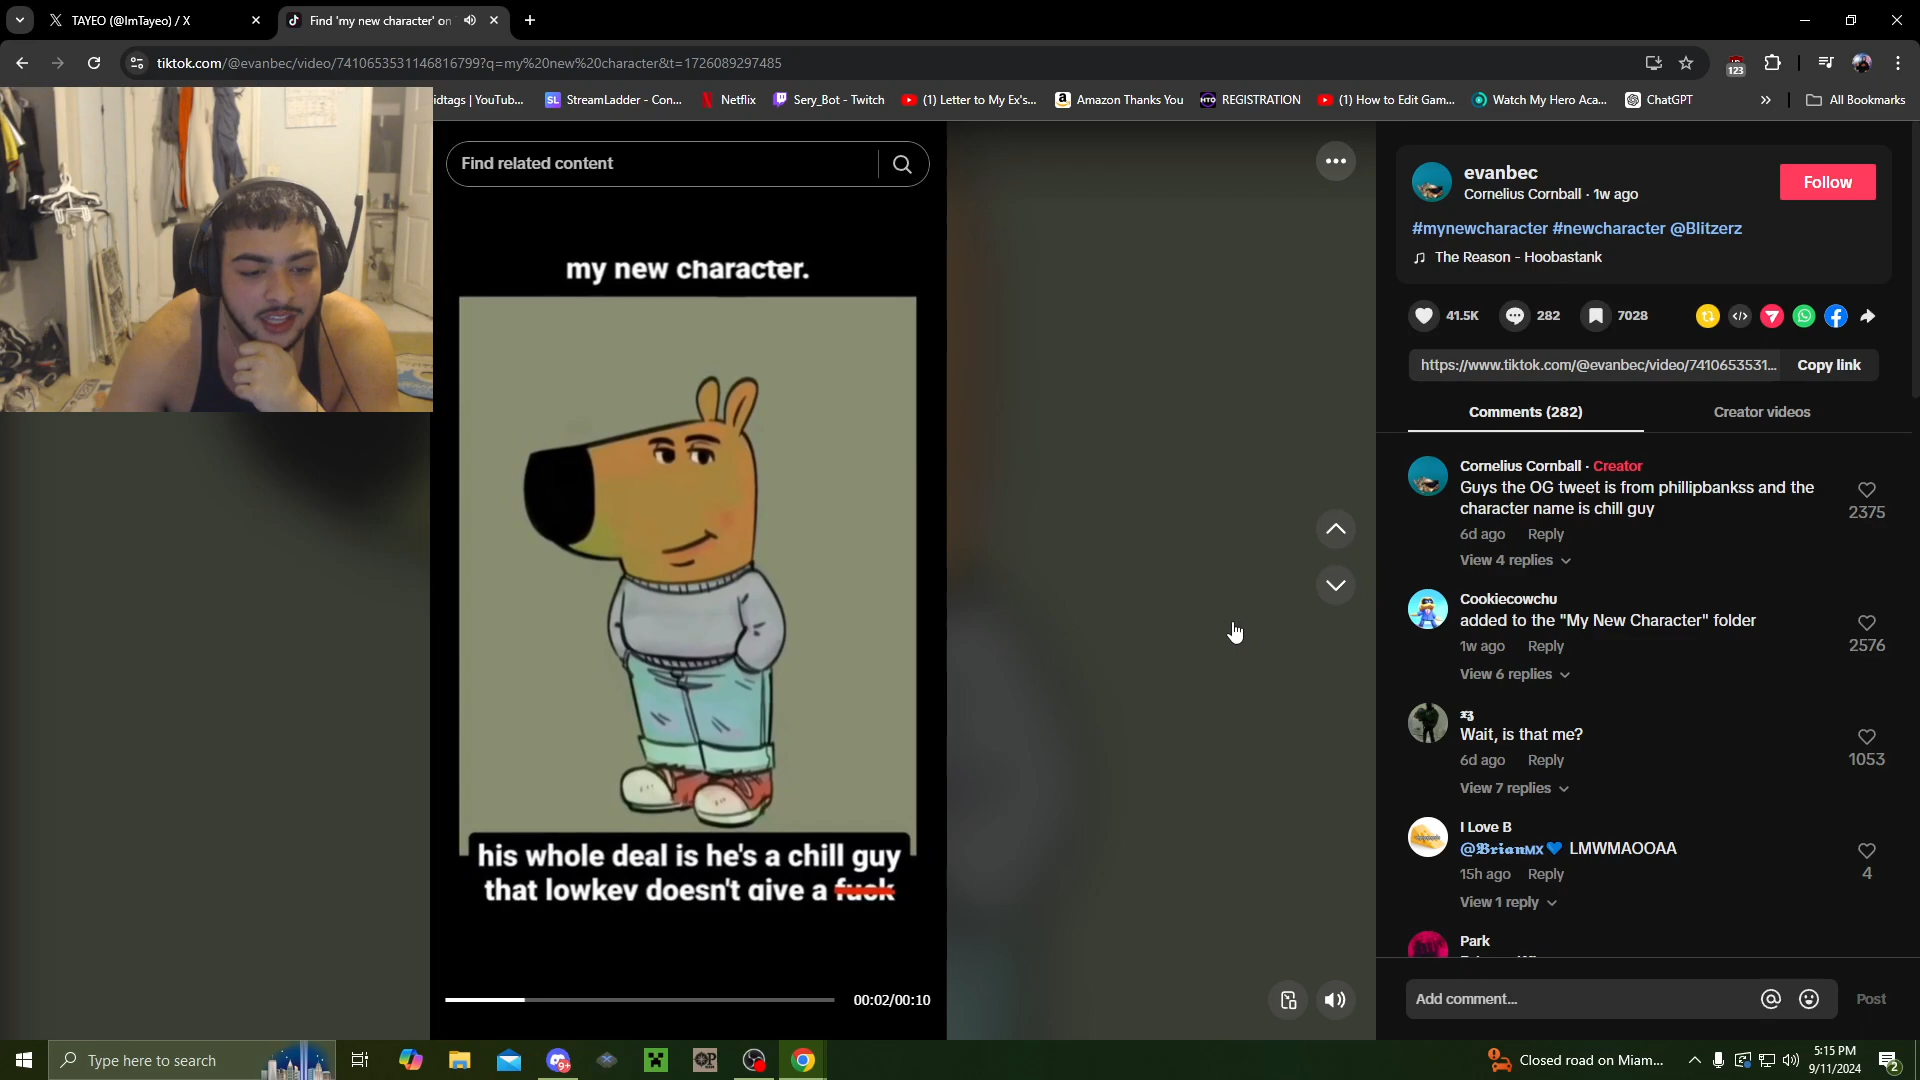 TAYEO (@ImTayeo) / X
Find 'my new character' on
tiktok.com/@evanbec/video/7410653531146816799?q=my%20new%20character&t=1726089297485
123
idtags | YouTub...
SL StreamLadder - Con...
Netflix
Sery_Bot - Twitch
(1) Letter to My Ex's...
Amazon Thanks You
HTO REGISTRATION
(1) How to Edit Gam...
Watch My Hero Aca...
ChatGPT
All Bookmarks
Find related content
my new character.
his whole deal is he's a chill guy
that lowkey doesn't give a fuck
00:02/00:10
evanbec
Cornelius Cornball · 1w ago
Follow
#mynewcharacter #newcharacter @Blitzerz
The Reason - Hoobastank
41.5K
282
7028
https://www.tiktok.com/@evanbec/video/7410653531...
Copy link
Comments (282)
Creator videos
Cornelius Cornball · Creator
Guys the OG tweet is from phillipbankss and the
character name is chill guy
2375
6d ago Reply
View 4 replies
Cookiecowchu
added to the "My New Character" folder
2576
1w ago Reply
View 6 replies
Wait, is that me?
1053
6d ago Reply
View 7 replies
I Love B
@𝕭𝖗𝖎𝖆𝖓ᴍx💙 LMWMAOOAA
4
15h ago Reply
View 1 reply
Park
Add comment...
Post
Type here to search
9+
OP
Closed road on Miam...
5:15 PM
9/11/2024
2